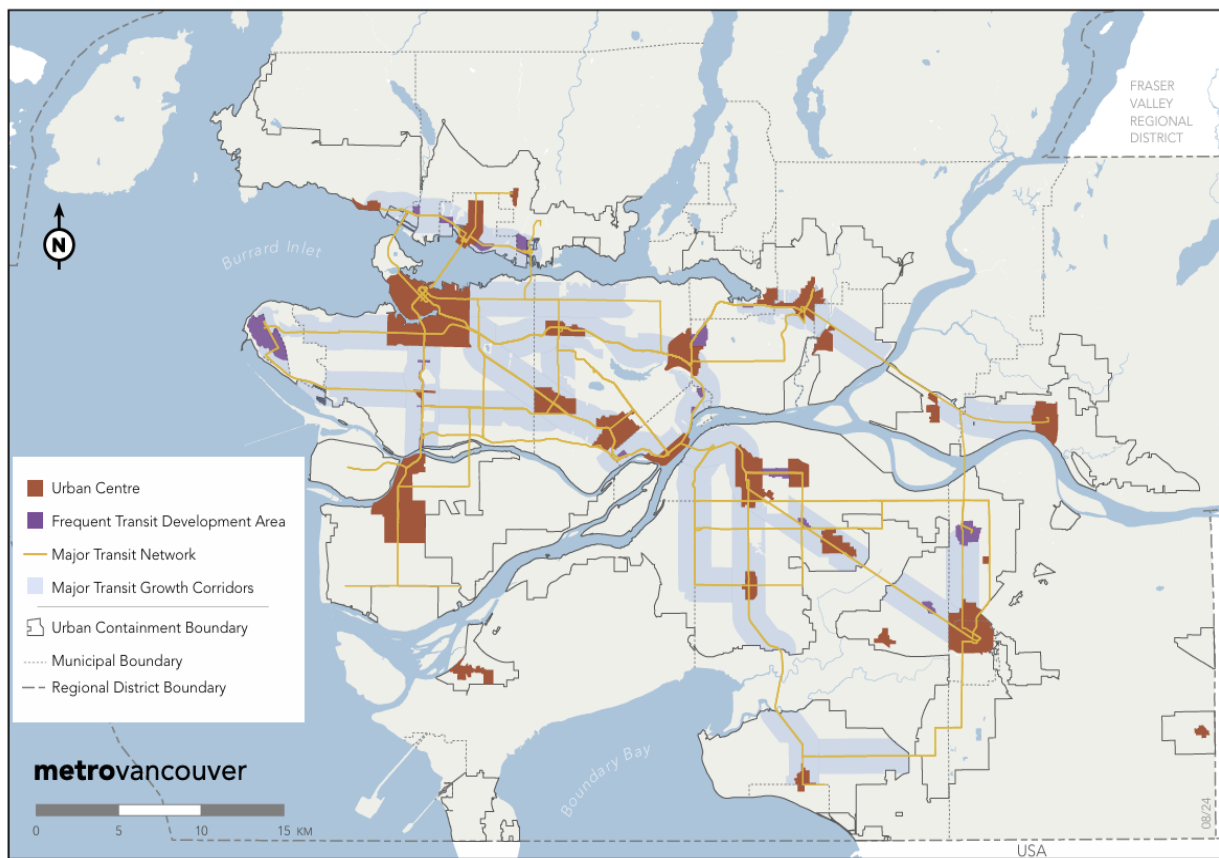 FRASER
VALLEY
REGIONAL
DISTRICT
N
Burrard Inlet
Urban Centre
Frequent Transit Development Area
Major Transit Network
Major Transit Growth Corridors
Urban Containment Boundary
Municipal Boundary
Regional District Boundary
metrovancouver
0 5 10 15 KM
Boundary Bay
08/24
USA